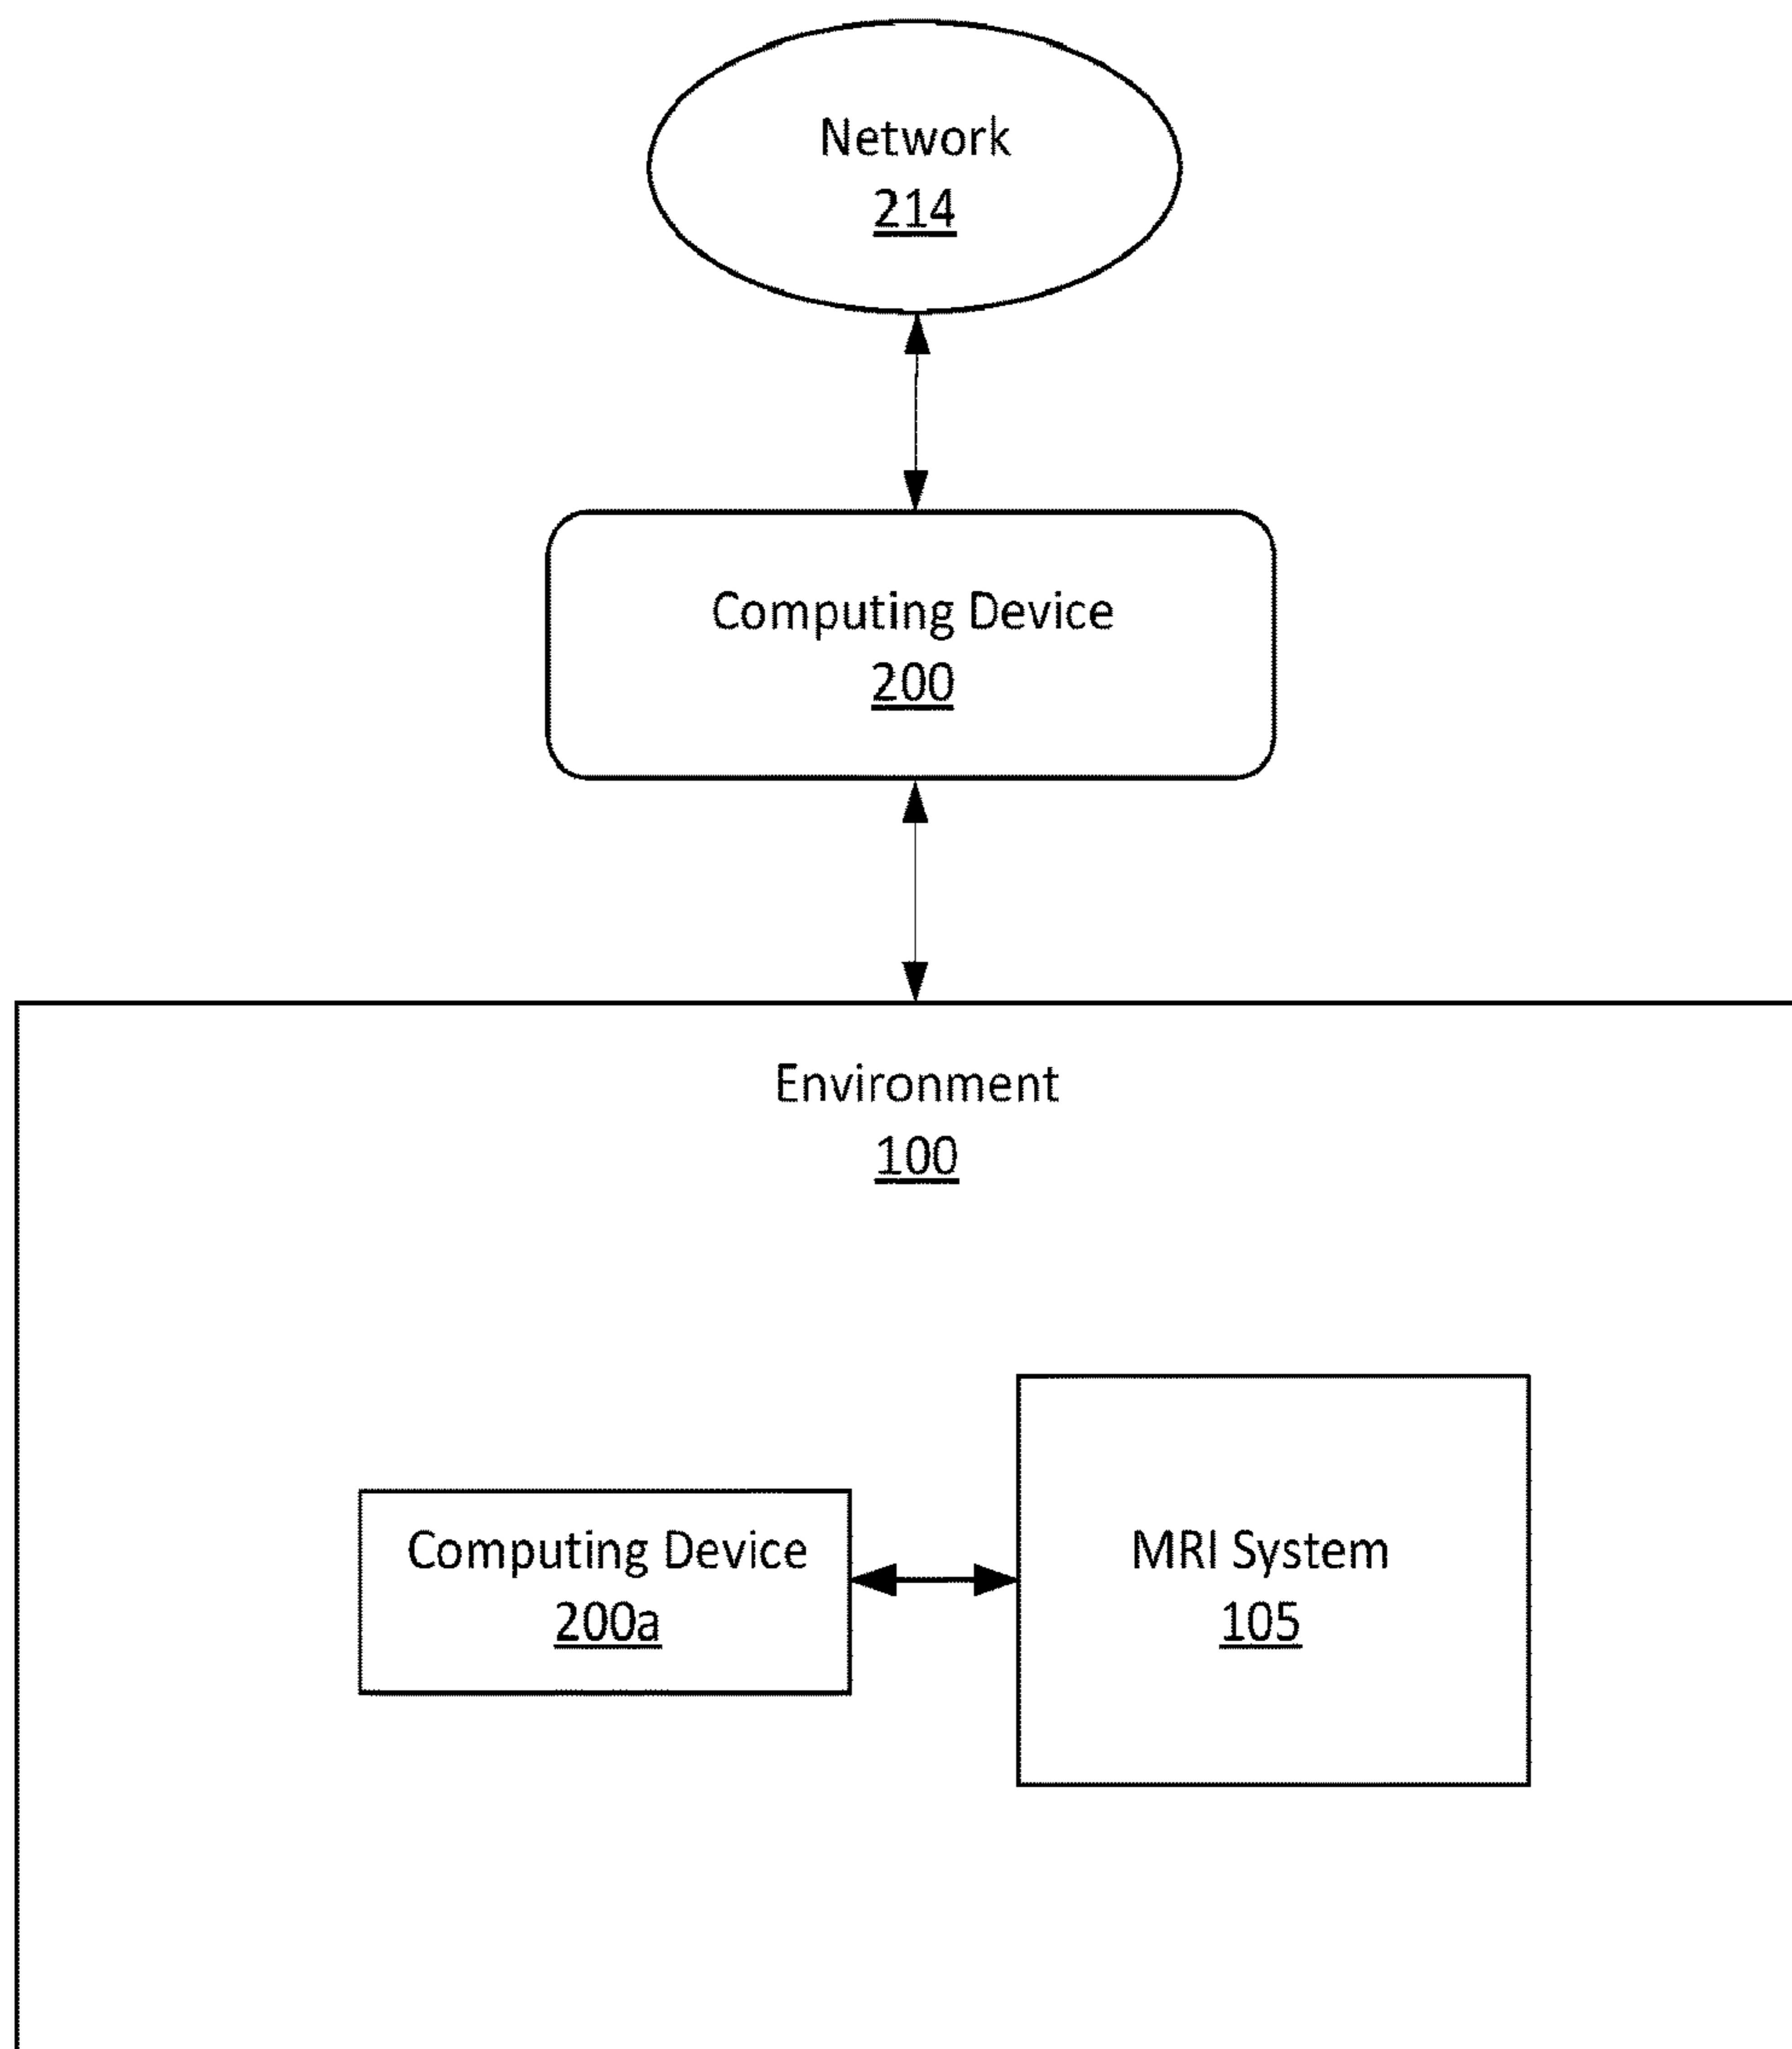 Network
214
Computing Device
200
Environment
100
Computing Device
200a
MRI System
105